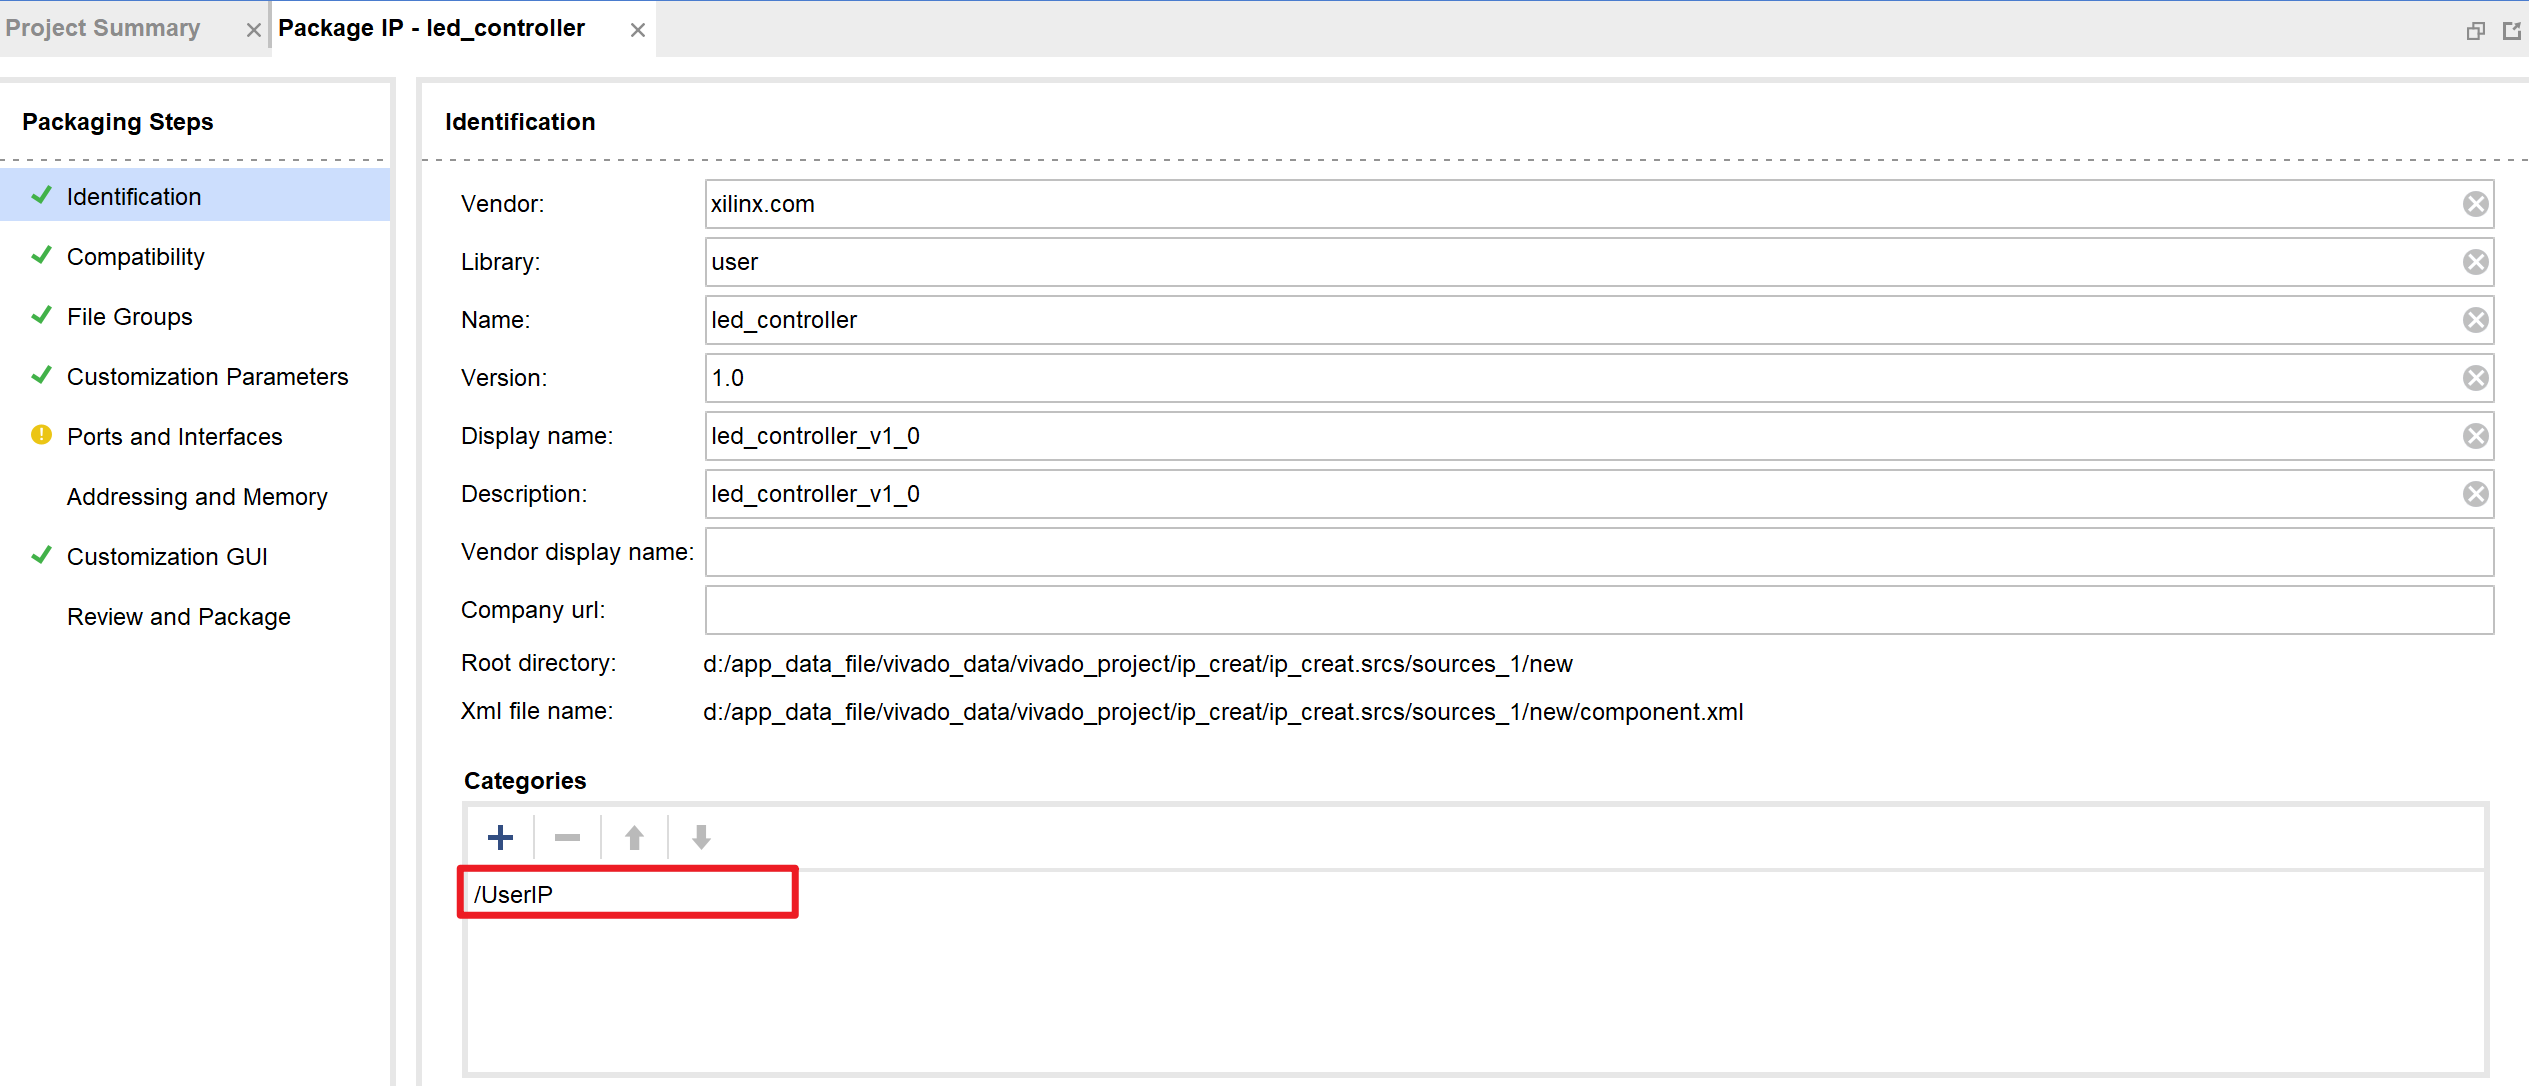 Project Summary
Package IP - led_controller
Packaging Steps
Identification
Compatibility
File Groups
Customization Parameters
Ports and Interfaces
Addressing and Memory
Customization GUI
Review and Package
Identification
Vendor: xilinx.com
Library: user
Name: led_controller
Version: 1.0
Display name: led_controller_v1_0
Description: led_controller_v1_0
Vendor display name:
Company url:
Root directory: d:/app_data_file/vivado_data/vivado_project/ip_creat/ip_creat.srcs/sources_1/new
Xml file name: d:/app_data_file/vivado_data/vivado_project/ip_creat/ip_creat.srcs/sources_1/new/component.xml
Categories
/UserIP